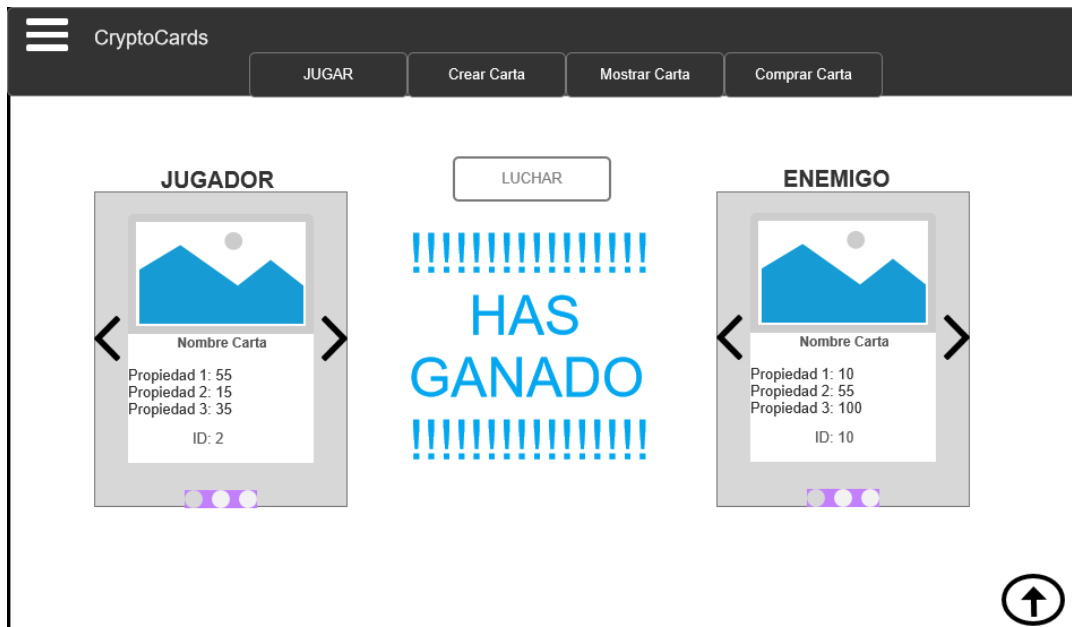 CryptoCards
JUGAR
Crear Carta
Mostrar Carta
Comprar Carta
JUGADOR
Nombre Carta
Propiedad 1: 55
Propiedad 2: 15
Propiedad 3: 35
ID: 2
LUCHAR
!!!!!!!!!!!!!!!!
HAS
GANADO
!!!!!!!!!!!!!!!!
ENEMIGO
Nombre Carta
Propiedad 1: 10
Propiedad 2: 55
Propiedad 3: 100
ID: 10